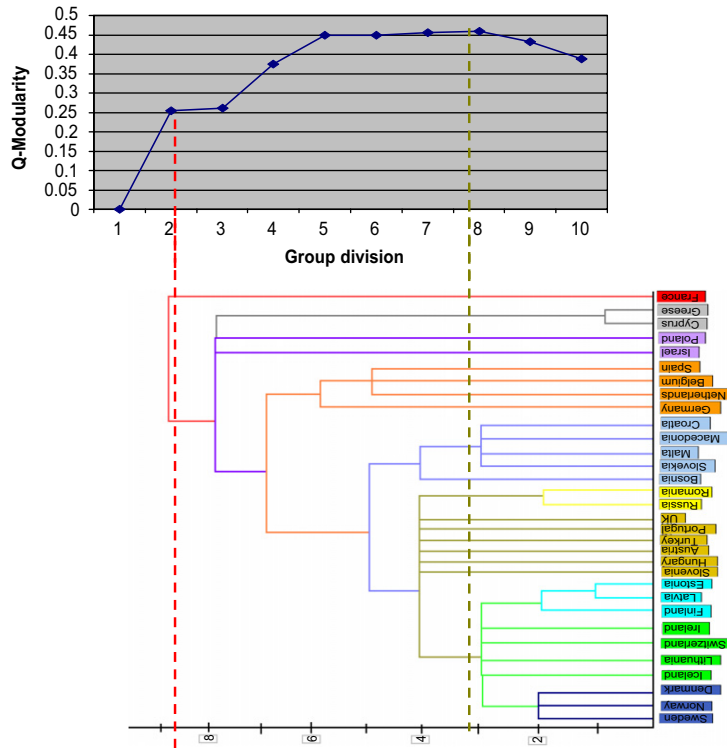 0.5
0.45
0.4
0.35
0.3
0.25
0.2
0.15
0.1
0.05
0
Q-Modularity
1 2 3 4 5 6 7 8 9 10
Group division
France
Greese
Cyprus
Poland
Israel
Spain
Belgium
Netherlands
Germany
Croatia
Macedonia
Malta
Slovekia
Bosnia
Romania
Russia
UK
Portugal
Turkey
Austria
Hungary
Slovenia
Estonia
Latvia
Finland
Ireland
Switzerland
Lithuania
Iceland
Denmark
Norway
Sweden
8 6 4 2